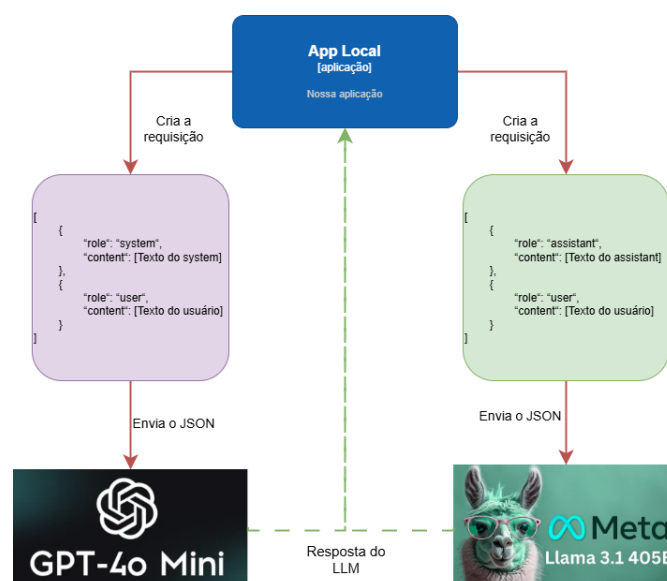 App Local
[aplicação]
Nossa aplicação
Cria a
requisição
Cria a
requisição
[
{
“role“: “system“,
“content“: [Texto do system]
},
{
“role“: “user“,
“content“: [Texto do usuário]
}
]
[
{
“role“: “assistant“,
“content“: [Texto do assistant]
},
{
“role“: “user“,
“content“: [Texto do usuário]
}
]
Envia o JSON
Envia o JSON
GPT-4o Mini
Resposta do
LLM
Meta
Llama 3.1 405B